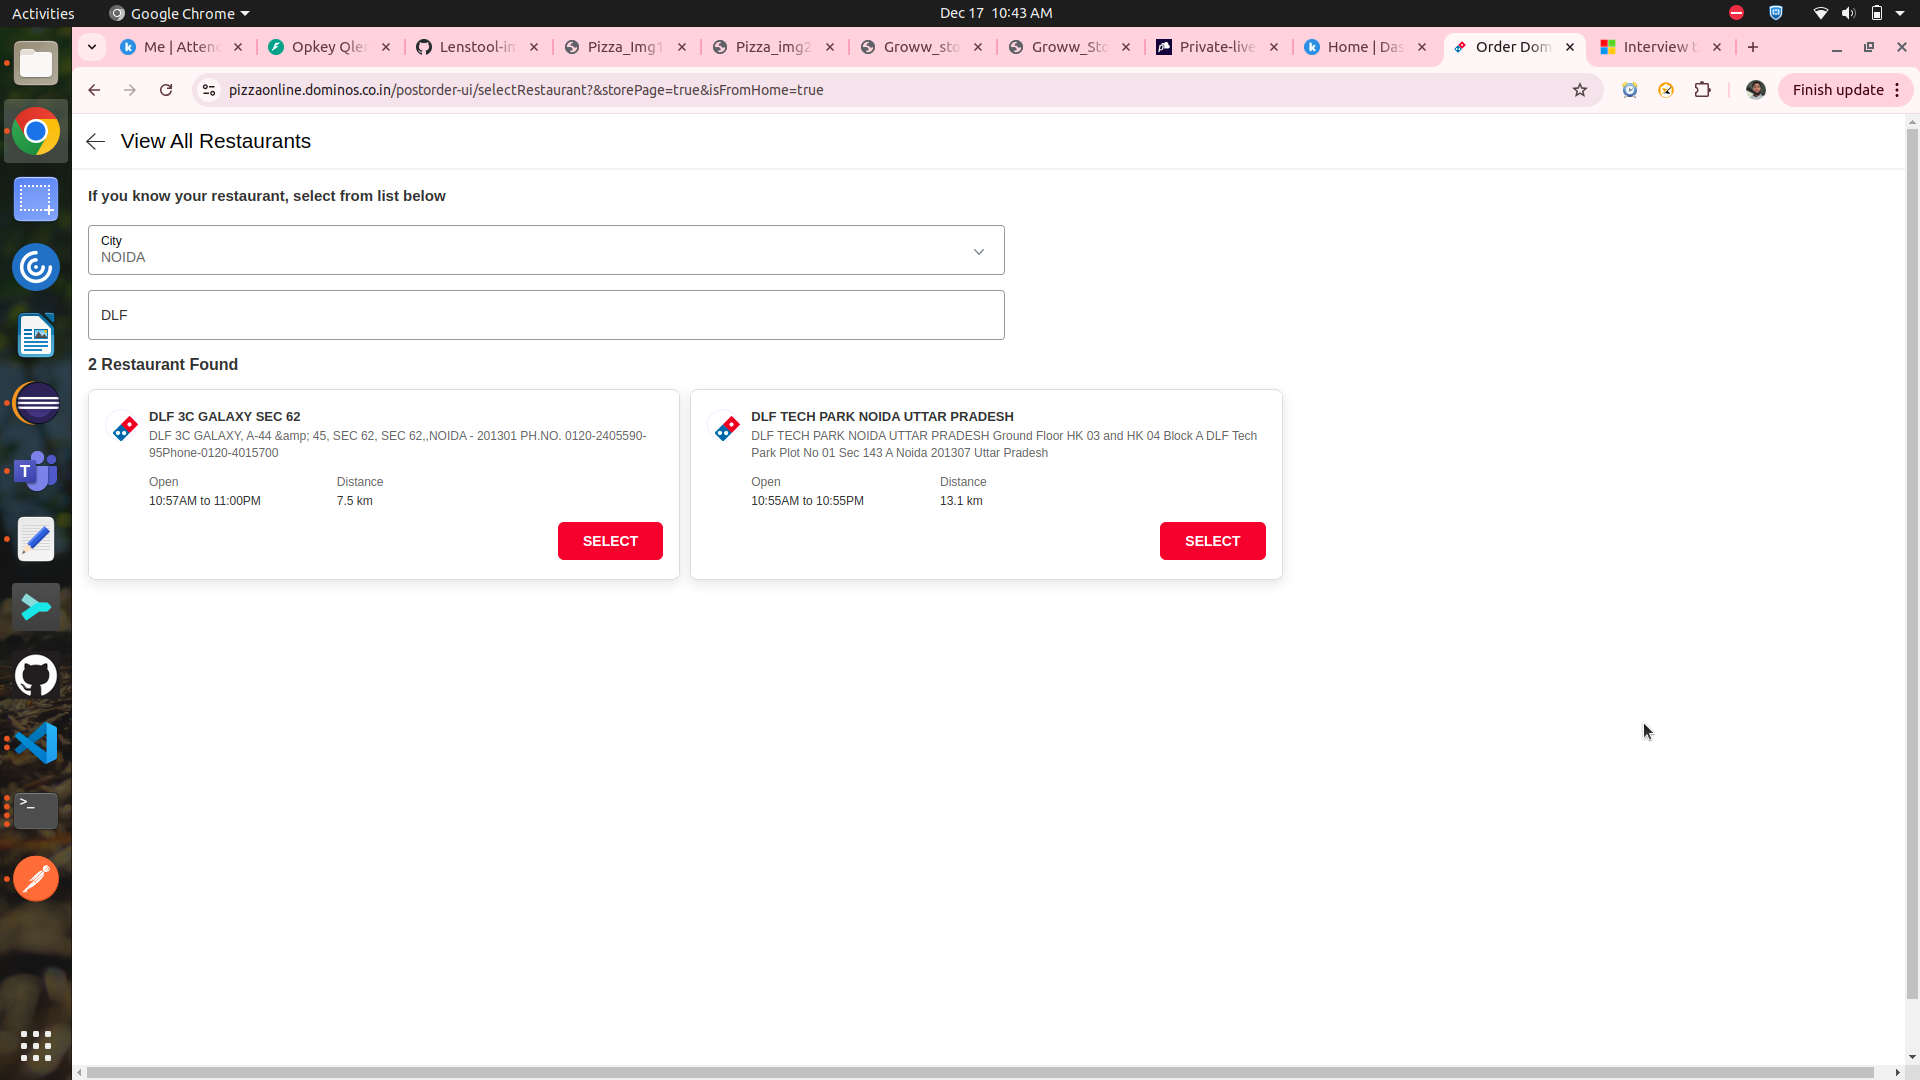 Activities
Google Chrome
Dec 17 10:43 AM
Me | Atten
Opkey Qler
Lenstool-in
Pizza_Img1
Pizza_img2
Groww_sto
Groww_Sto
Private-live
Home | Das
Order Dom
Interview t
pizzaonline.dominos.co.in/postorder-ui/selectRestaurant?&storePage=true&isFromHome=true
Finish update
View All Restaurants
If you know your restaurant, select from list below
City
NOIDA
DLF
2 Restaurant Found
DLF 3C GALAXY SEC 62
DLF 3C GALAXY, A-44 &amp; 45, SEC 62, SEC 62,,NOIDA - 201301 PH.NO. 0120-2405590-
95Phone-0120-4015700
Open
Distance
10:57AM to 11:00PM
7.5 km
SELECT
DLF TECH PARK NOIDA UTTAR PRADESH
DLF TECH PARK NOIDA UTTAR PRADESH Ground Floor HK 03 and HK 04 Block A DLF Tech
Park Plot No 01 Sec 143 A Noida 201307 Uttar Pradesh
Open
Distance
10:55AM to 10:55PM
13.1 km
SELECT